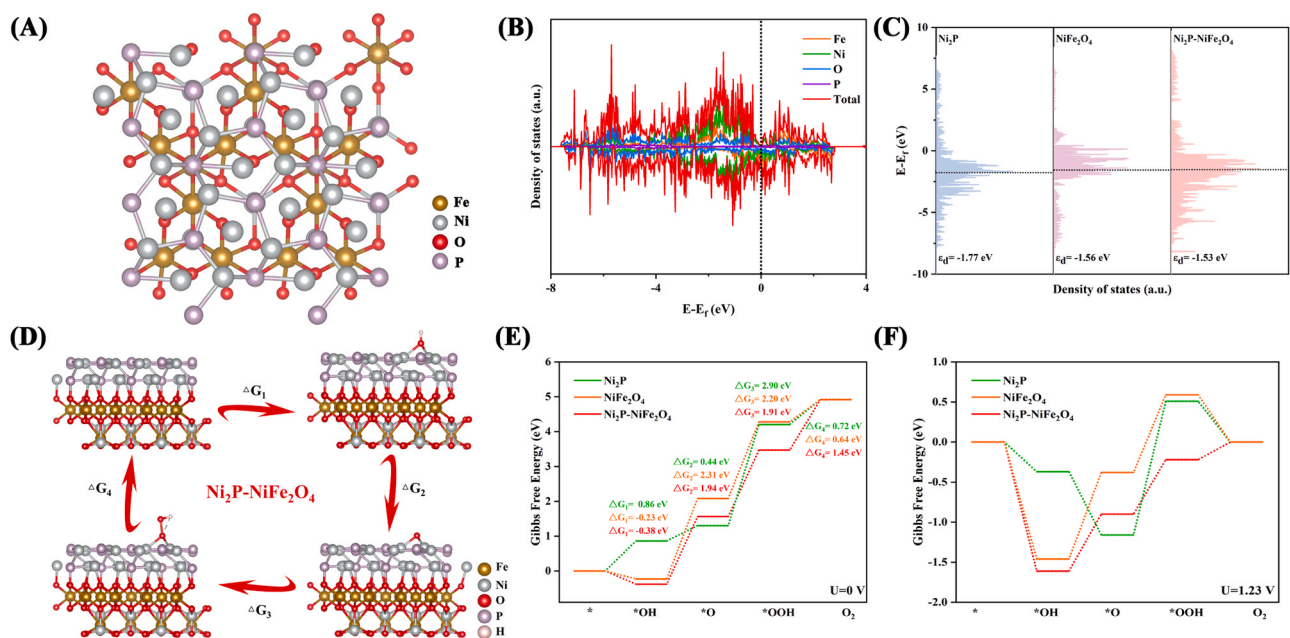 (A)
Fe
Ni
O
P
(B)
Density of states (a.u.)
Fe
Ni
O
P
Total
-8
-4
0
4
E-Ef (eV)
(C)
E-Ef (eV)
10
5
0
-5
-10
Ni₂P
NiFe₂O₄
Ni₂P-NiFe₂O₄
εd= -1.77 eV
εd= -1.56 eV
εd= -1.53 eV
Density of states (a.u.)
(D)
△G₁
△G₂
△G₃
△G₄
Ni₂P-NiFe₂O₄
Fe
Ni
O
P
H
(E)
Gibbs Free Energy (eV)
6
5
4
3
2
1
0
-1
Ni₂P
NiFe₂O₄
Ni₂P-NiFe₂O₄
△G₁= 0.86 eV
△G₁= -0.23 eV
△G₁= -0.38 eV
△G₂= 0.44 eV
△G₂= 2.31 eV
△G₂= 1.94 eV
△G₃= 2.90 eV
△G₃= 2.20 eV
△G₃= 1.91 eV
△G₄= 0.72 eV
△G₄= 0.64 eV
△G₄= 1.45 eV
U=0 V
*
*OH
*O
*OOH
O₂
(F)
Gibbs Free Energy (eV)
1.0
0.5
0.0
-0.5
-1.0
-1.5
-2.0
Ni₂P
NiFe₂O₄
Ni₂P-NiFe₂O₄
U=1.23 V
*
*OH
*O
*OOH
O₂